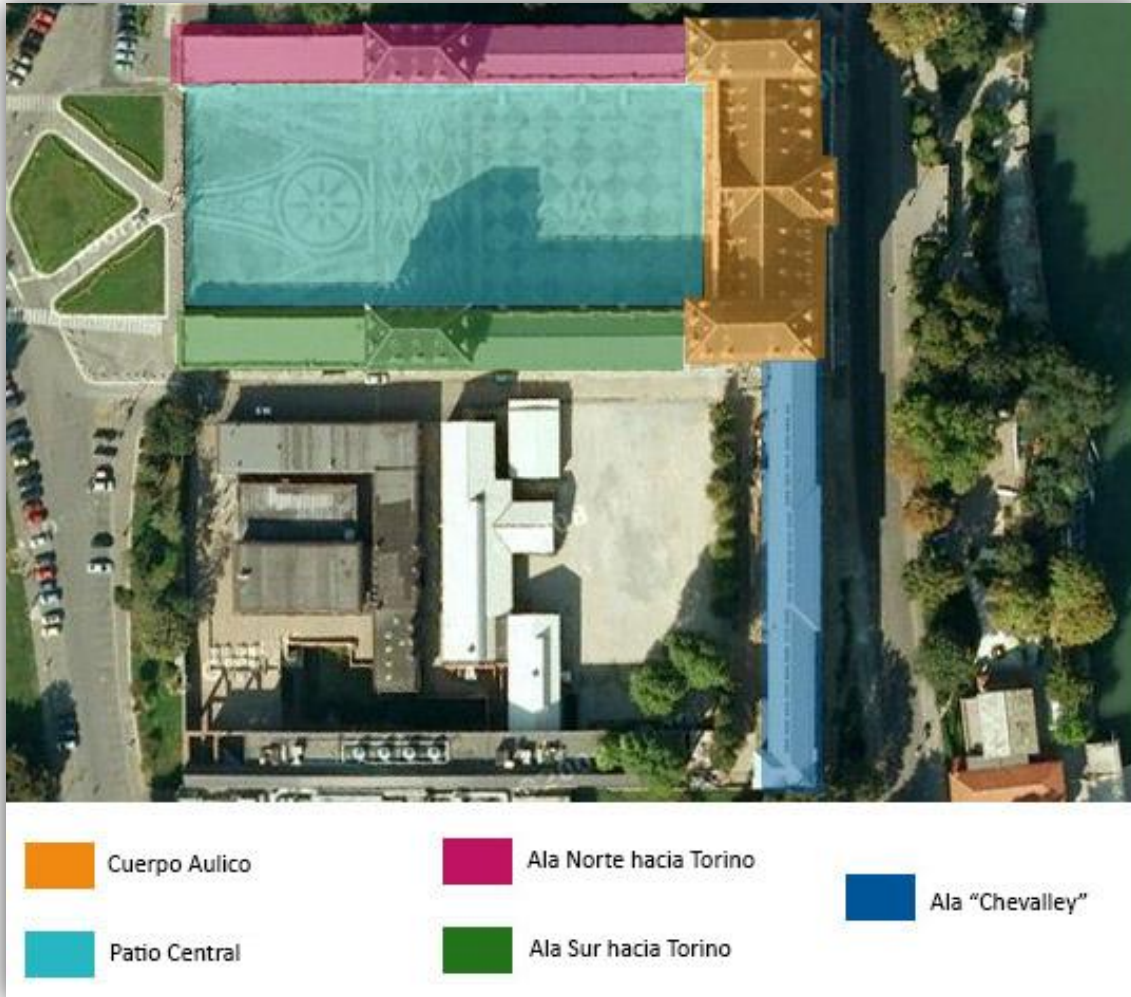 Cuerpo Aulico
Ala Norte hacia Torino
Ala “Chevalley”
Patio Central
Ala Sur hacia Torino